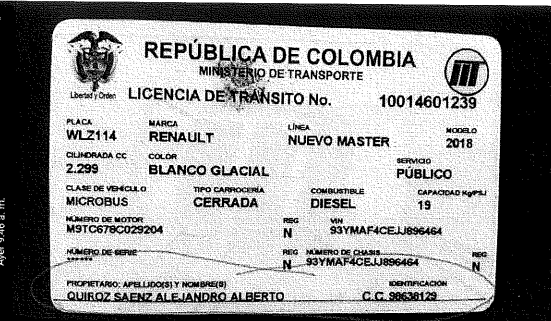 REPÚBLICA DE COLOMBIA
MINISTERIO DE TRANSPORTE
Libertad y Orden
LICENCIA DE TRÁNSITO No. 10014601239
PLACA MARCA LÍNEA MODELO
WLZ114 RENAULT NUEVO MASTER 2018
CILINDRADA CC COLOR SERVICIO
2.299 BLANCO GLACIAL PÚBLICO
CLASE DE VEHÍCULO TIPO CARROCERÍA COMBUSTIBLE CAPACIDAD Kg/PSJ
MICROBUS CERRADA DIESEL 19
NÚMERO DE MOTOR REG VIN
M9TC678C029204 N 93YMAF4CEJJ896464
NÚMERO DE SERIE REG NÚMERO DE CHASIS REG
****** N 93YMAF4CEJJ896464 N
PROPIETARIO: APELLIDO(S) Y NOMBRE(S) IDENTIFICACIÓN
QUIROZ SAENZ ALEJANDRO ALBERTO C.C. 98636129
Ayer 9:46 a. m.